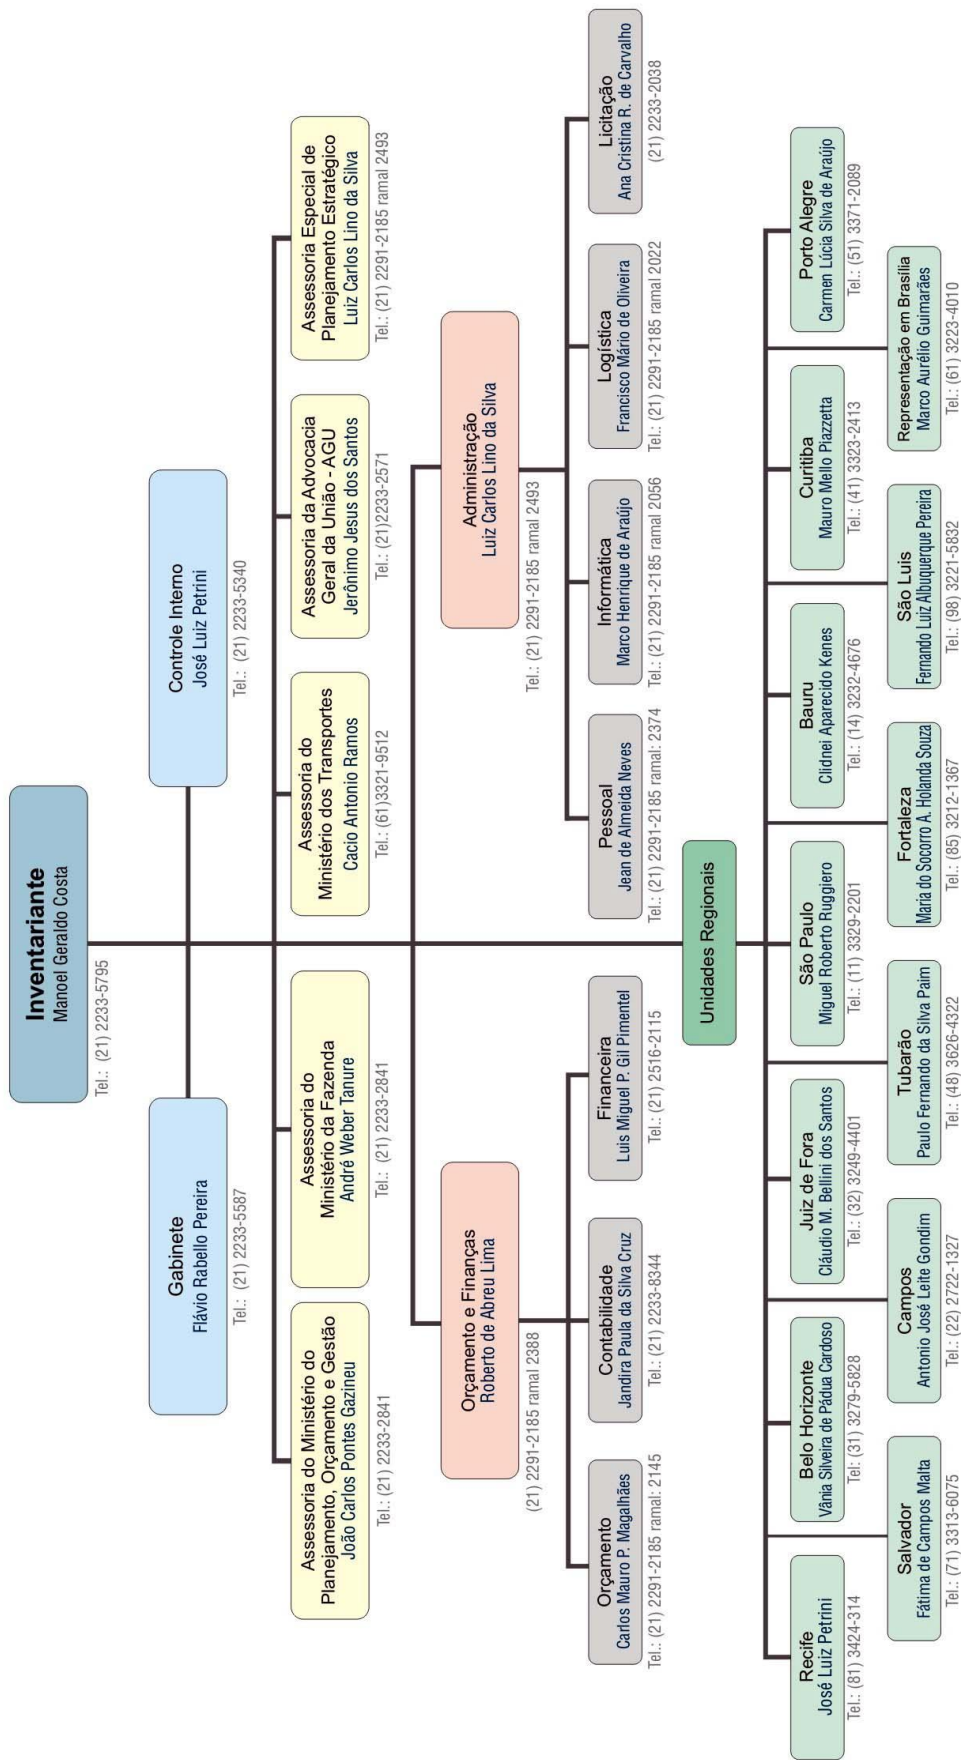 Inventariante
Manoel Geraldo Costa
Tel.: (21) 2233-5795
Gabinete
Flávio Rabello Pereira
Tel.: (21) 2233-5587
Controle Interno
José Luiz Petrini
Tel.: (21) 2233-5340
Assessoria do Ministério do
Planejamento, Orçamento e Gestão
João Carlos Pontes Gazineu
Tel.: (21) 2233-2841
Assessoria do
Ministério da Fazenda
André Weber Tanure
Tel.: (21) 2233-2841
Assessoria do
Ministério dos Transportes
Cacio Antonio Ramos
Tel.: (61)3321-9512
Assessoria da Advocacia
Geral da União - AGU
Jerônimo Jesus dos Santos
Tel.: (21)2233-2571
Assessoria Especial de
Planejamento Estratégico
Luiz Carlos Lino da Silva
Tel.: (21) 2291-2185 ramal 2493
Orçamento e Finanças
Roberto de Abreu Lima
(21) 2291-2185 ramal 2388
Administração
Luiz Carlos Lino da Silva
Tel.: (21) 2291-2185 ramal 2493
Orçamento
Carlos Mauro P. Magalhães
Tel.: (21) 2291-2185 ramal: 2145
Contabilidade
Jandira Paula da Silva Cruz
Tel.: (21) 2233-8344
Financeira
Luis Miguel P. Gil Pimentel
Tel.: (21) 2516-2115
Pessoal
Jean de Almeida Neves
Tel.: (21) 2291-2185 ramal: 2374
Informática
Marco Henrique de Araújo
Tel.: (21) 2291-2185 ramal 2056
Logística
Francisco Mário de Oliveira
Tel.: (21) 2291-2185 ramal 2022
Licitação
Ana Cristina R. de Carvalho
(21) 2233-2038
Unidades Regionais
Recife
José Luiz Petrini
Tel.: (81) 3424-314
Belo Horizonte
Vânia Silveira de Pádua Cardoso
Tel: (31) 3279-5828
Juiz de Fora
Cláudio M. Bellini dos Santos
Tel.: (32) 3249-4401
São Paulo
Miguel Roberto Ruggiero
Tel.: (11) 3329-2201
Bauru
Clidnei Aparecido Kenes
Tel.: (14) 3232-4676
Curitiba
Mauro Mello Piazzetta
Tel.: (41) 3323-2413
Porto Alegre
Carmen Lúcia Silva de Araújo
Tel.: (51) 3371-2089
Salvador
Fátima de Campos Malta
Tel.: (71) 3313-6075
Campos
Antonio José Leite Gondim
Tel.: (22) 2722-1327
Tubarão
Paulo Fernando da Silva Paim
Tel.: (48) 3626-4322
Fortaleza
Maria do Socorro A. Holanda Souza
Tel.: (85) 3212-1367
São Luis
Fernando Luiz Albuquerque Pereira
Tel.: (98) 3221-5832
Representação em Brasília
Marco Aurélio Guimarães
Tel.: (61) 3223-4010